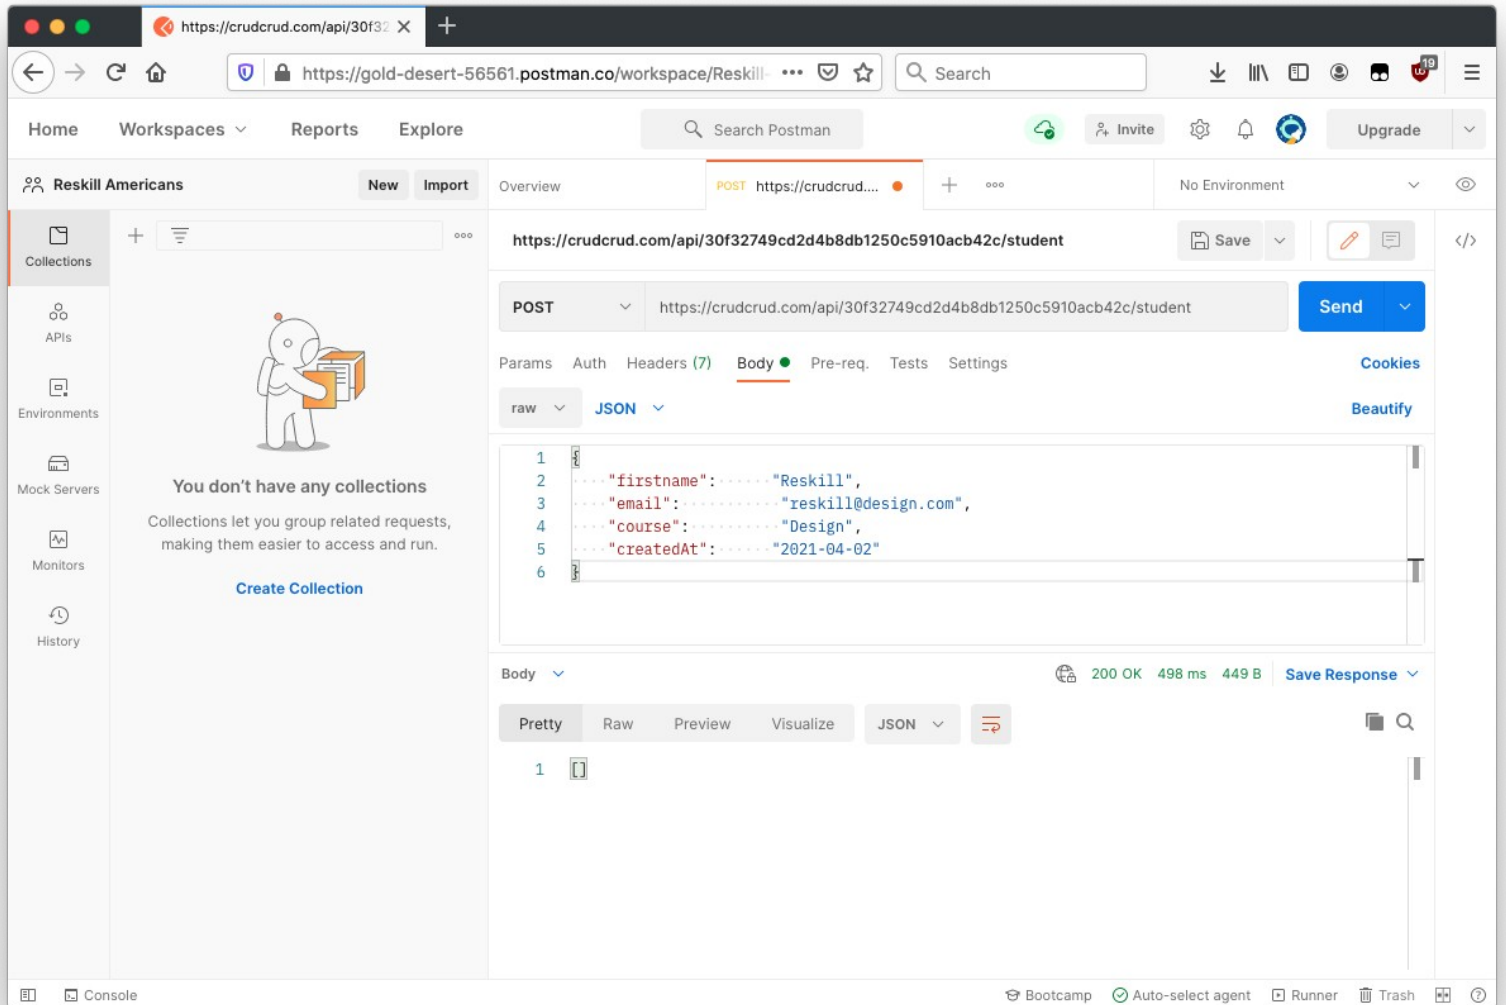 https://crudcrud.com/api/30f32
https://gold-desert-56561.postman.co/workspace/Reskill-
Search
19
Home Workspaces Reports Explore
Search Postman
Invite
Upgrade
Reskill Americans
New
Import
Overview
POST https://crudcrud....
No Environment
Collections
APIs
Environments
Mock Servers
Monitors
History
You don't have any collections
Collections let you group related requests,
making them easier to access and run.
Create Collection
https://crudcrud.com/api/30f32749cd2d4b8db1250c5910acb42c/student
Save
POST
https://crudcrud.com/api/30f32749cd2d4b8db1250c5910acb42c/student
Send
Params Auth Headers (7) Body Pre-req. Tests Settings
Cookies
raw
JSON
Beautify
1 {
2 "firstname": "Reskill",
3 "email": "reskill@design.com",
4 "course": "Design",
5 "createdAt": "2021-04-02"
6 }
Body
200 OK 498 ms 449 B
Save Response
Pretty Raw Preview Visualize
JSON
1 []
Console
Bootcamp
Auto-select agent
Runner
Trash